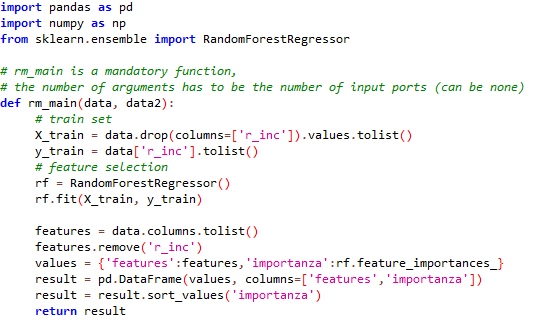 import pandas as pd
import numpy as np
from sklearn.ensemble import RandomForestRegressor

# rm_main is a mandatory function,
# the number of arguments has to be the number of input ports (can be none)
def rm_main(data, data2):
    # train set
    X_train = data.drop(columns=['r_inc']).values.tolist()
    y_train = data['r_inc'].tolist()
    # feature selection
    rf = RandomForestRegressor()
    rf.fit(X_train, y_train)

    features = data.columns.tolist()
    features.remove('r_inc')
    values = {'features':features,'importanza':rf.feature_importances_}
    result = pd.DataFrame(values, columns=['features','importanza'])
    result = result.sort_values('importanza')
    return result